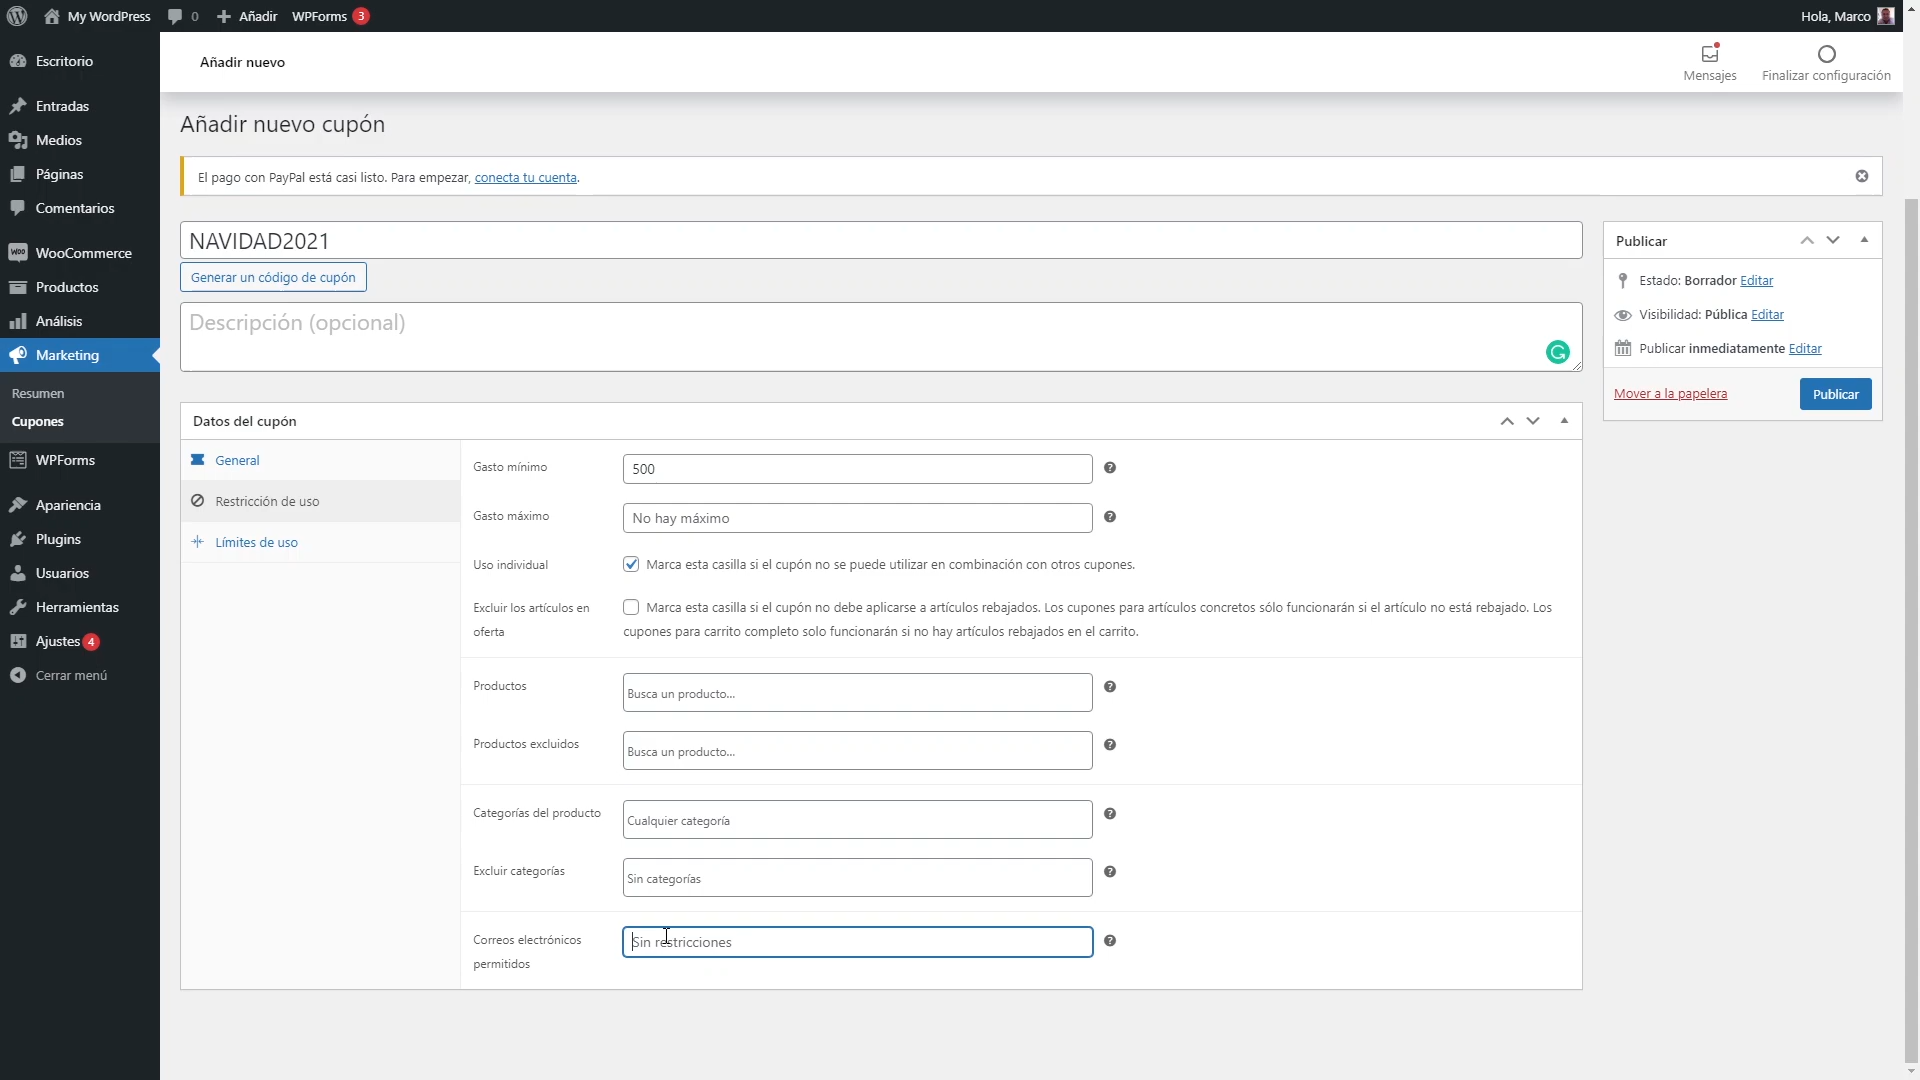 My WordPress
0
Añadir
WPForms 3
Hola, Marco
Escritorio
Entradas
Medios
Páginas
Comentarios
WooCommerce
Productos
Análisis
Marketing
Resumen
Cupones
WPForms
Apariencia
Plugins
Usuarios
Herramientas
Ajustes 4
Cerrar menú
Añadir nuevo
Mensajes
Finalizar configuración
Añadir nuevo cupón
El pago con PayPal está casi listo. Para empezar, conecta tu cuenta.
NAVIDAD2021
Generar un código de cupón
Descripción (opcional)
Datos del cupón
General
Restricción de uso
Límites de uso
Gasto mínimo
500
Gasto máximo
No hay máximo
Uso individual
Marca esta casilla si el cupón no se puede utilizar en combinación con otros cupones.
Excluir los artículos en
oferta
Marca esta casilla si el cupón no debe aplicarse a artículos rebajados. Los cupones para artículos concretos sólo funcionarán si el artículo no está rebajado. Los
cupones para carrito completo solo funcionarán si no hay artículos rebajados en el carrito.
Productos
Busca un producto...
Productos excluidos
Busca un producto...
Categorías del producto
Cualquier categoría
Excluir categorías
Sin categorías
Correos electrónicos
permitidos
Sin restricciones
Publicar
Estado: Borrador Editar
Visibilidad: Pública Editar
Publicar inmediatamente Editar
Mover a la papelera
Publicar